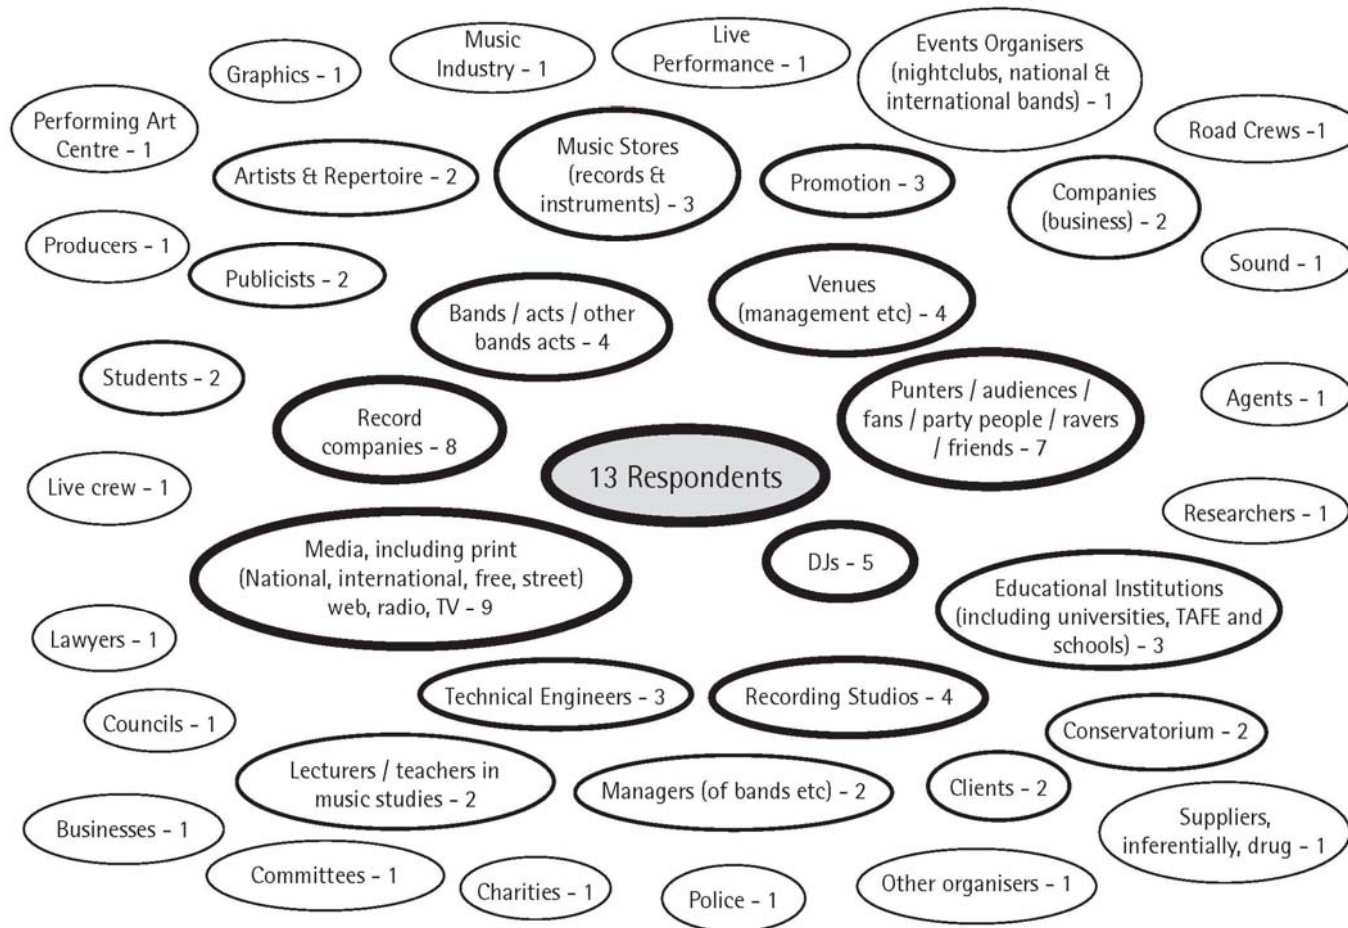 Music
Industry - 1
Live
Performance - 1
Events Organisers
(nightclubs, national &
international bands) - 1
Graphics - 1
Performing Art
Centre - 1
Road Crews -1
Artists & Repertoire - 2
Music Stores
(records &
instruments) - 3
Promotion - 3
Companies
(business) - 2
Producers - 1
Publicists - 2
Sound - 1
Bands / acts / other
bands acts - 4
Venues
(management etc) - 4
Students - 2
Record
companies - 8
Punters / audiences /
fans / party people / ravers
/ friends - 7
Agents - 1
13 Respondents
Live crew - 1
Researchers - 1
Media, including print
(National, international, free, street)
web, radio, TV - 9
DJs - 5
Educational Institutions
(including universities, TAFE and
schools) - 3
Lawyers - 1
Technical Engineers - 3
Recording Studios - 4
Councils - 1
Conservatorium - 2
Lecturers / teachers in
music studies - 2
Managers (of bands etc) - 2
Clients - 2
Businesses - 1
Suppliers,
inferentially, drug - 1
Committees - 1
Charities - 1
Police - 1
Other organisers - 1